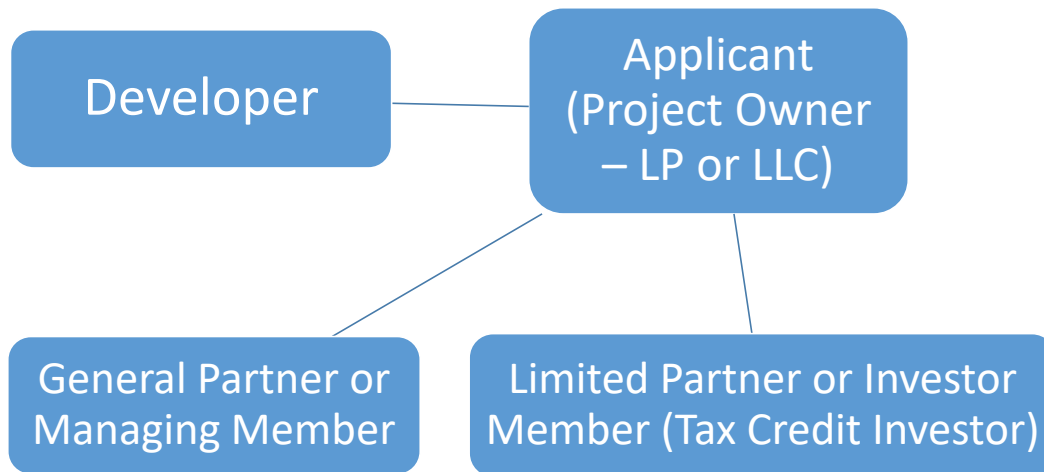 Developer
Applicant
(Project Owner
– LP or LLC)
General Partner or
Managing Member
Limited Partner or Investor
Member (Tax Credit Investor)